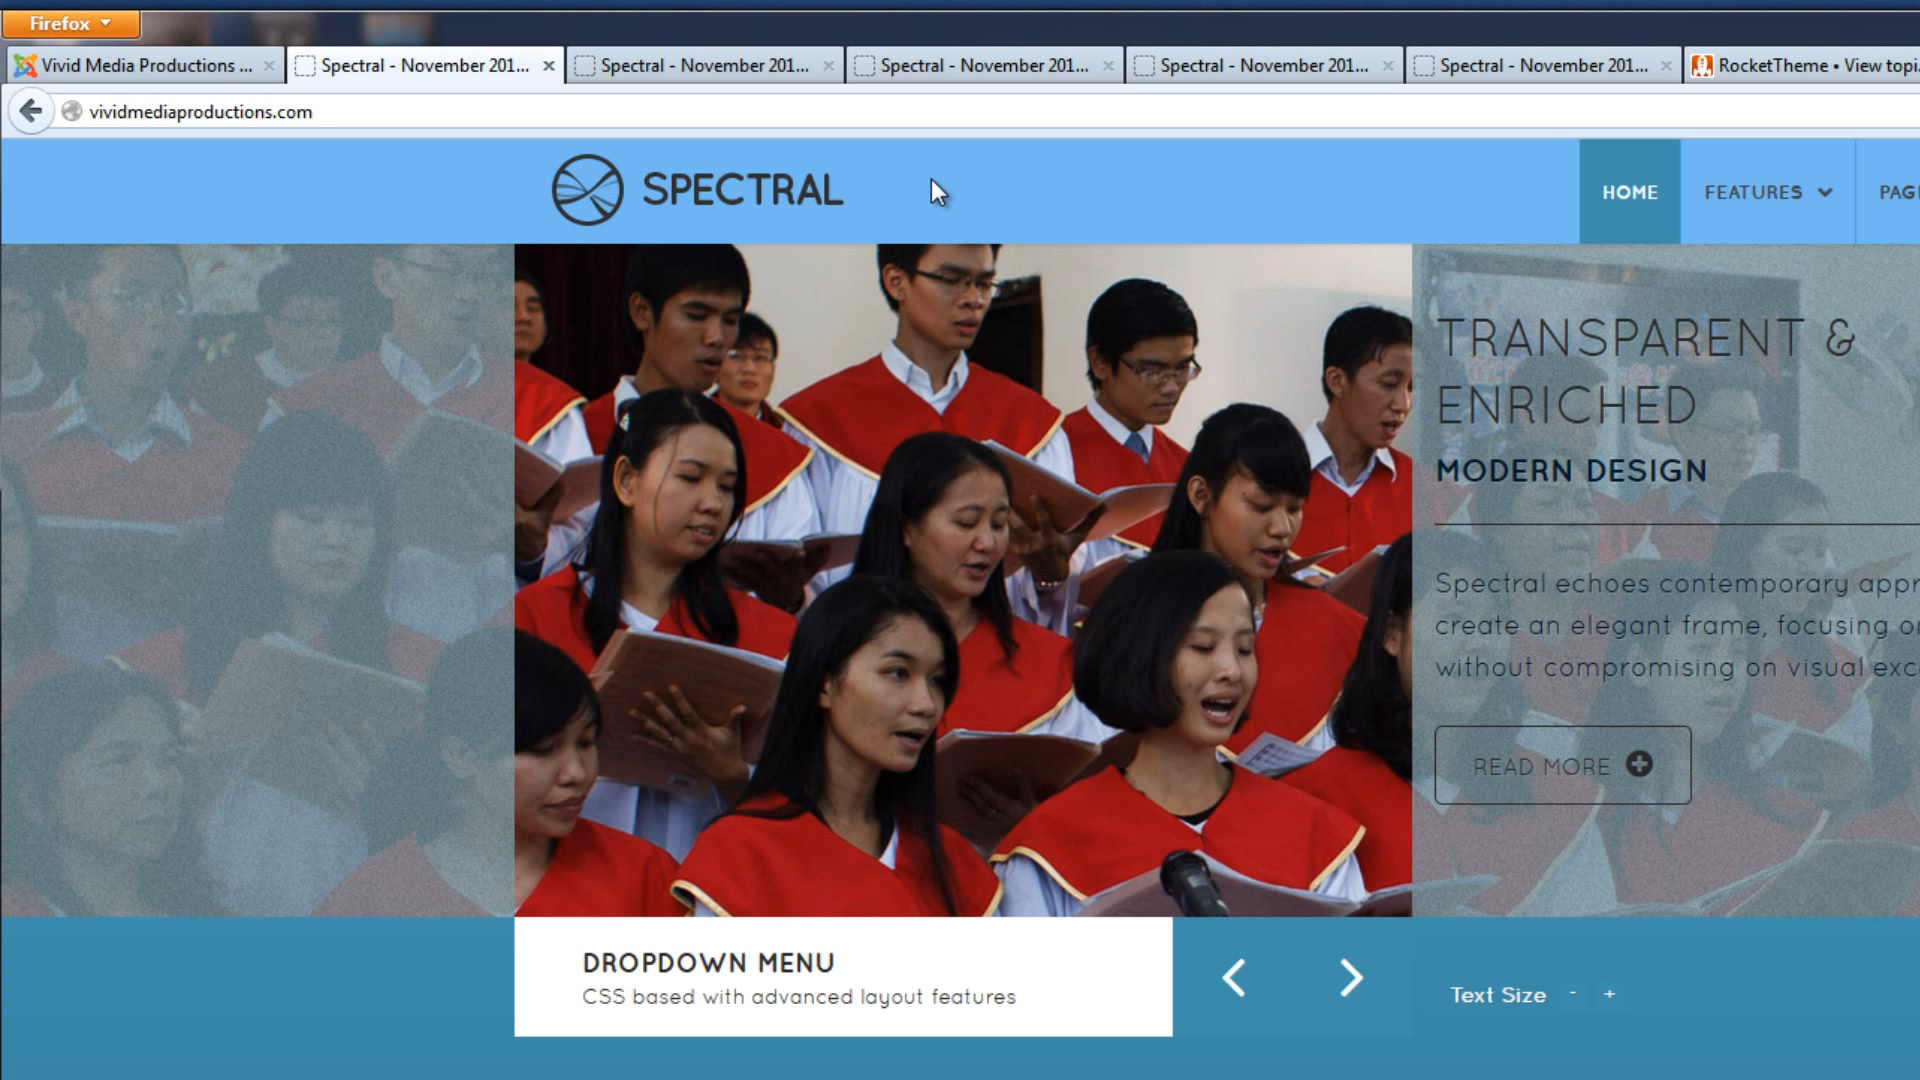 Firefox
Vivid Media Productions ...
Spectral - November 201...
Spectral - November 201...
Spectral - November 201...
Spectral - November 201...
Spectral - November 201...
RocketTheme • View topi
vividmediaproductions.com
SPECTRAL
HOME
FEATURES
PAG
TRANSPARENT &
ENRICHED
MODERN DESIGN
Spectral echoes contemporary appr
create an elegant frame, focusing o
without compromising on visual exc
READ MORE
DROPDOWN MENU
CSS based with advanced layout features
Text Size - +